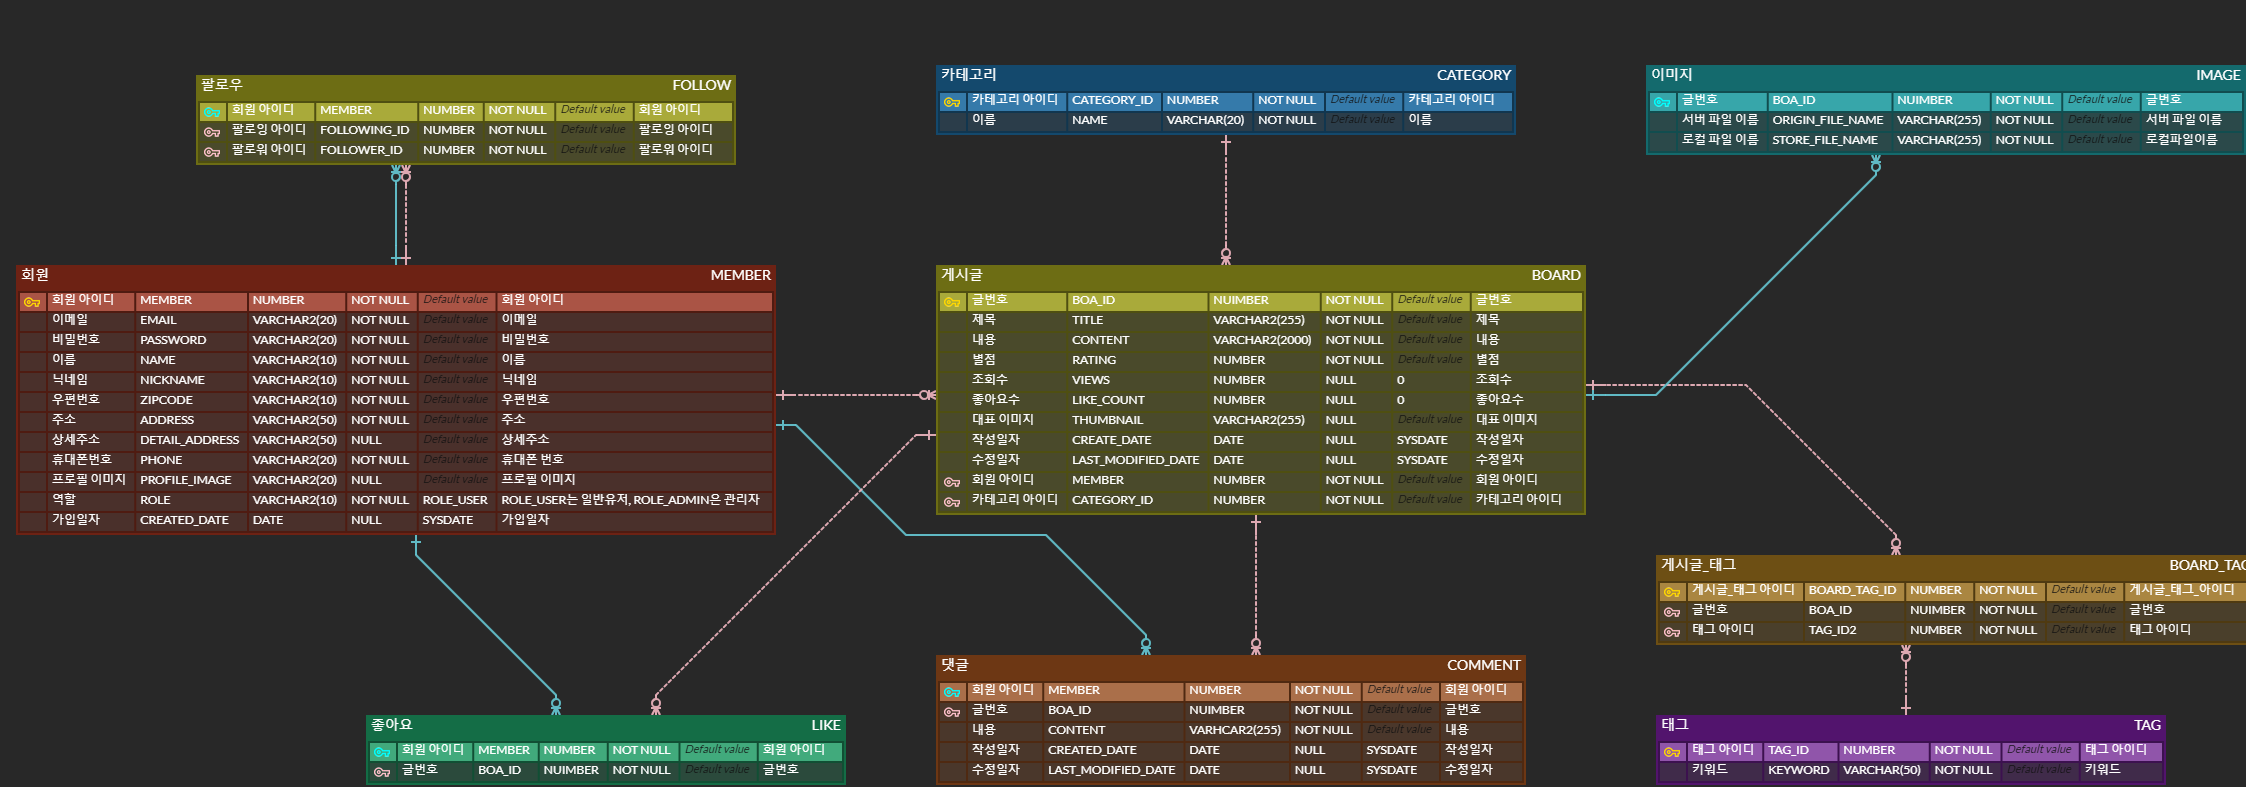 팔로우 FOLLOW
회원 아이디 MEMBER NUMBER NOT NULL Default value 회원 아이디
팔로잉 아이디 FOLLOWING_ID NUMBER NOT NULL Default value 팔로잉 아이디
팔로워 아이디 FOLLOWER_ID NUMBER NOT NULL Default value 팔로워 아이디
카테고리 CATEGORY
카테고리 아이디 CATEGORY_ID NUMBER NOT NULL Default value 카테고리 아이디
이름 NAME VARCHAR(20) NOT NULL Default value 이름
이미지 IMAGE
글번호 BOA_ID NUIMBER NOT NULL Default value 글번호
서버 파일 이름 ORIGIN_FILE_NAME VARCHAR(255) NOT NULL Default value 서버 파일 이름
로컬 파일 이름 STORE_FILE_NAME VARCHAR(255) NOT NULL Default value 로컬파일이름
회원 MEMBER
회원 아이디 MEMBER NUMBER NOT NULL Default value 회원 아이디
이메일 EMAIL VARCHAR2(20) NOT NULL Default value 이메일
비밀번호 PASSWORD VARCHAR2(20) NOT NULL Default value 비밀번호
이름 NAME VARCHAR2(10) NOT NULL Default value 이름
닉네임 NICKNAME VARCHAR2(10) NOT NULL Default value 닉네임
우편번호 ZIPCODE VARCHAR2(10) NOT NULL Default value 우편번호
주소 ADDRESS VARCHAR2(50) NOT NULL Default value 주소
상세주소 DETAIL_ADDRESS VARCHAR2(50) NULL Default value 상세주소
휴대폰번호 PHONE VARCHAR2(20) NOT NULL Default value 휴대폰 번호
프로필 이미지 PROFILE_IMAGE VARCHAR2(20) NULL Default value 프로필 이미지
역할 ROLE VARCHAR2(10) NOT NULL ROLE_USER ROLE_USER는 일반유저, ROLE_ADMIN은 관리자
가입일자 CREATED_DATE DATE NULL SYSDATE 가입일자
게시글 BOARD
글번호 BOA_ID NUIMBER NOT NULL Default value 글번호
제목 TITLE VARCHAR2(255) NOT NULL Default value 제목
내용 CONTENT VARCHAR2(2000) NOT NULL Default value 내용
별점 RATING NUMBER NOT NULL Default value 별점
조회수 VIEWS NUMBER NULL 0 조회수
좋아요수 LIKE_COUNT NUMBER NULL 0 좋아요수
대표 이미지 THUMBNAIL VARCHAR2(255) NULL Default value 대표 이미지
작성일자 CREATE_DATE DATE NULL SYSDATE 작성일자
수정일자 LAST_MODIFIED_DATE DATE NULL SYSDATE 수정일자
회원 아이디 MEMBER NUMBER NOT NULL Default value 회원 아이디
카테고리 아이디 CATEGORY_ID NUMBER NOT NULL Default value 카테고리 아이디
게시글_태그 BOARD_TAG
게시글_태그 아이디 BOARD_TAG_ID NUMBER NOT NULL Default value 게시글_태그_아이디
글번호 BOA_ID NUIMBER NOT NULL Default value 글번호
태그 아이디 TAG_ID2 NUMBER NOT NULL Default value 태그 아이디
좋아요 LIKE
회원 아이디 MEMBER NUMBER NOT NULL Default value 회원 아이디
글번호 BOA_ID NUIMBER NOT NULL Default value 글번호
댓글 COMMENT
회원 아이디 MEMBER NUMBER NOT NULL Default value 회원 아이디
글번호 BOA_ID NUIMBER NOT NULL Default value 글번호
내용 CONTENT VARHCAR2(255) NOT NULL Default value 내용
작성일자 CREATED_DATE DATE NULL SYSDATE 작성일자
수정일자 LAST_MODIFIED_DATE DATE NULL SYSDATE 수정일자
태그 TAG
태그 아이디 TAG_ID NUMBER NOT NULL Default value 태그 아이디
키워드 KEYWORD VARCHAR(50) NOT NULL Default value 키워드